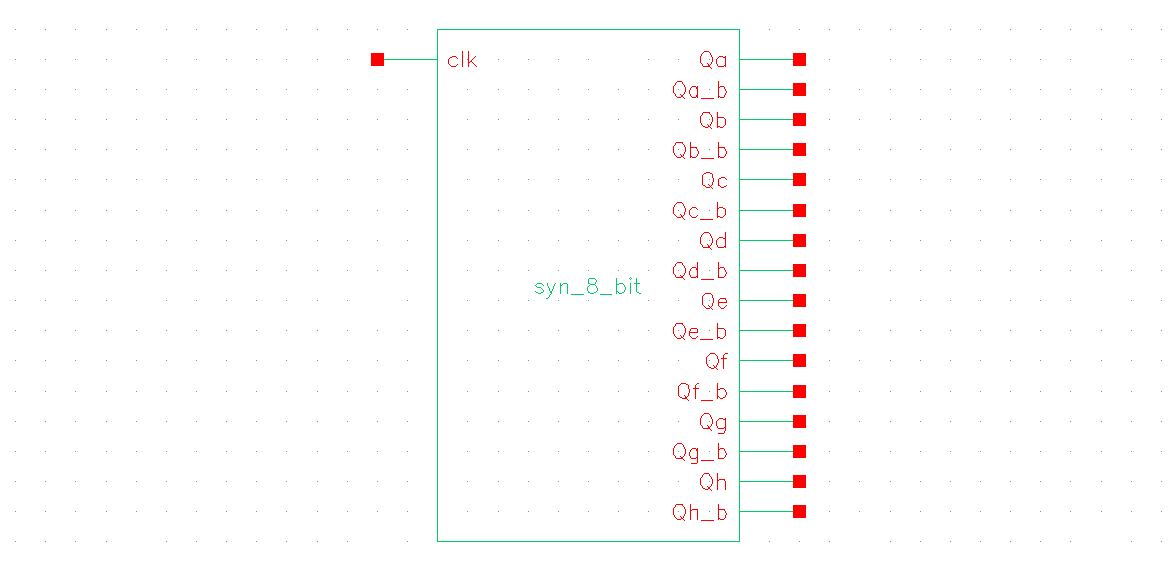 clk Qa
Qa_b
Qb
Qb_b
Qc
Qc_b
Qd
Qd_b
syn_8_bit
Qe
Qe_b
Qf
Qf_b
Qg
Qg_b
Qh
Qh_b